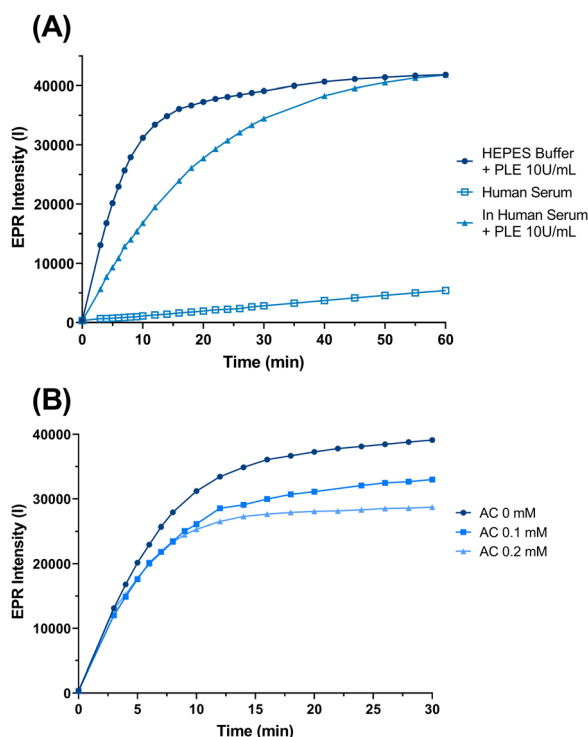 (A)
EPR Intensity (I)
40000
30000
20000
10000
0
0 10 20 30 40 50 60
Time (min)
HEPES Buffer
+ PLE 10U/mL
Human Serum
In Human Serum
+ PLE 10U/mL
(B)
EPR Intensity (I)
40000
30000
20000
10000
0
0 5 10 15 20 25 30
Time (min)
AC 0 mM
AC 0.1 mM
AC 0.2 mM